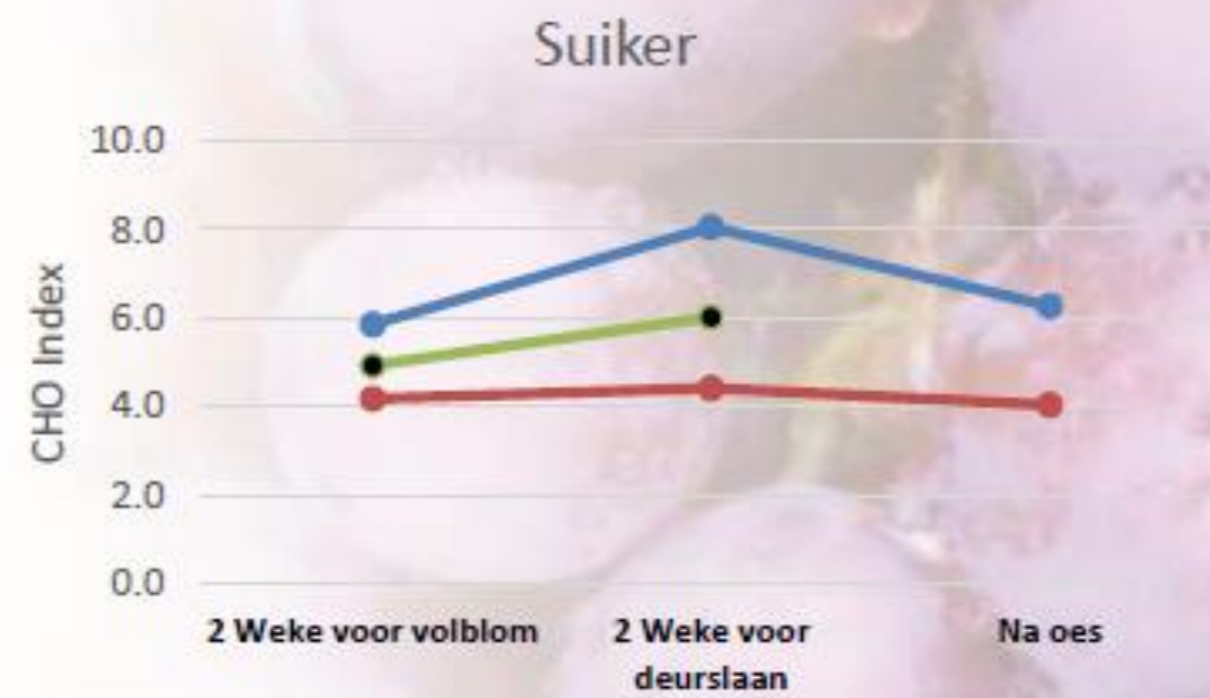 Suiker
10.0
8.0
6.0
4.0
2.0
0.0
CHO Index
2 Weke voor volblom
2 Weke voor
deurslaan
Na oes